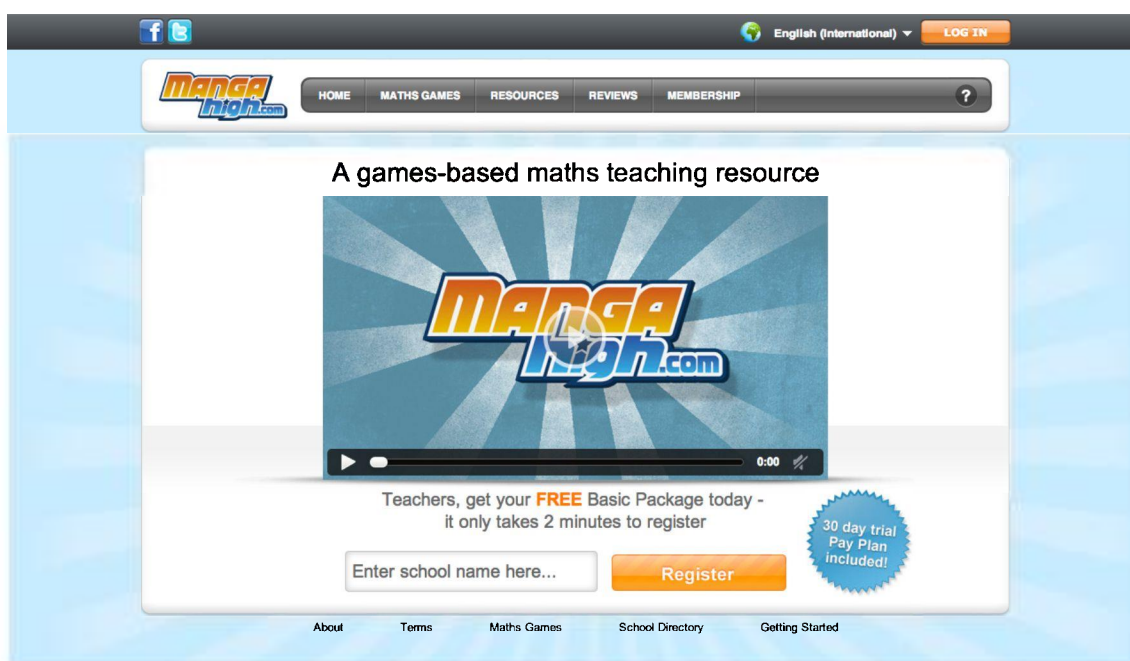 English (International)
LOG IN
MANGA
high.com
HOME
MATHS GAMES
RESOURCES
REVIEWS
MEMBERSHIP
?
A games-based maths teaching resource
MANGA
high.com
0:00
Teachers, get your FREE Basic Package today -
it only takes 2 minutes to register
30 day trial
Pay Plan
included!
Enter school name here...
Register
About
Terms
Maths Games
School Directory
Getting Started